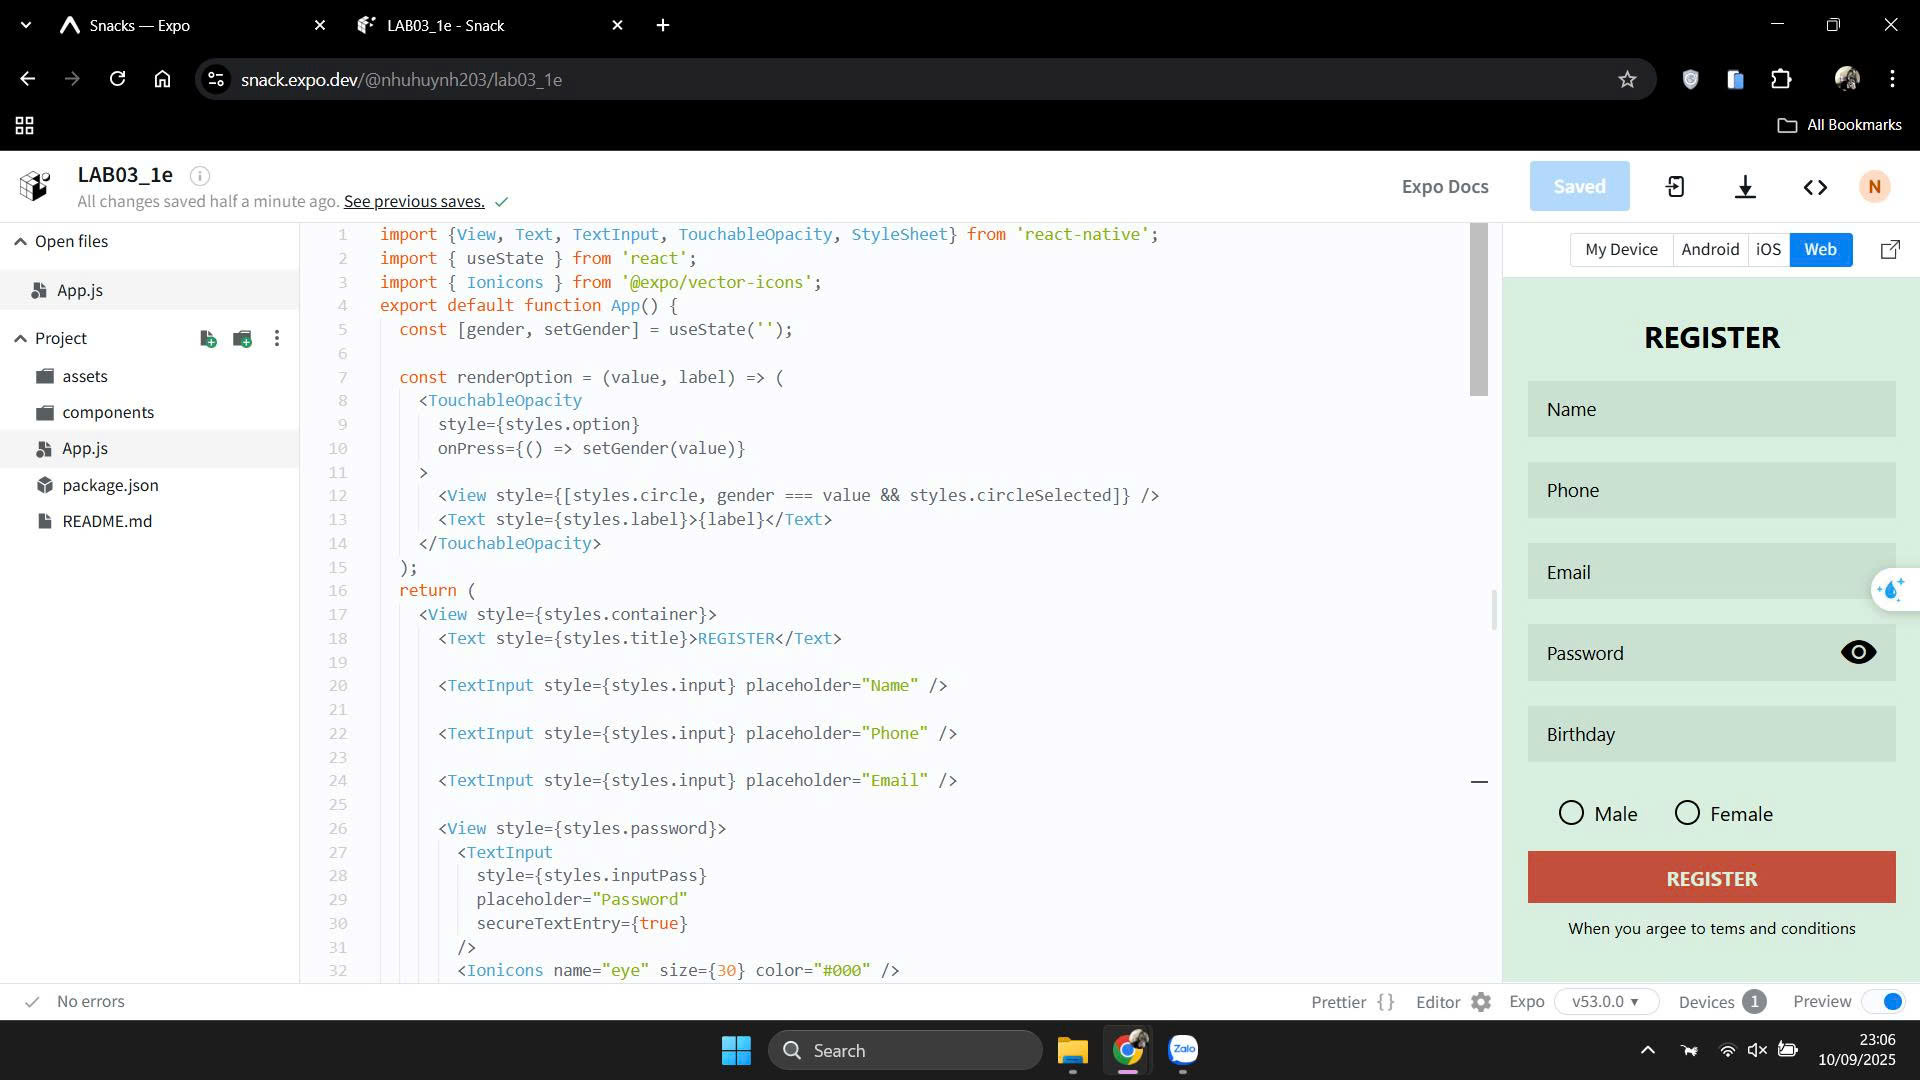 Snacks — Expo
LAB03_1e - Snack
snack.expo.dev/@nhuhuynh203/lab03_1e
All Bookmarks
LAB03_1e
All changes saved half a minute ago. See previous saves.
Expo Docs
Saved
N
Open files
App.js
Project
assets
components
App.js
package.json
README.md
1 import {View, Text, TextInput, TouchableOpacity, StyleSheet} from 'react-native';
2 import { useState } from 'react';
3 import { Ionicons } from '@expo/vector-icons';
4 export default function App() {
5 const [gender, setGender] = useState('');
6
7 const renderOption = (value, label) => (
8 <TouchableOpacity
9 style={styles.option}
10 onPress={() => setGender(value)}
11 >
12 <View style={[styles.circle, gender === value && styles.circleSelected]} />
13 <Text style={styles.label}>{label}</Text>
14 </TouchableOpacity>
15 );
16 return (
17 <View style={styles.container}>
18 <Text style={styles.title}>REGISTER</Text>
19
20 <TextInput style={styles.input} placeholder="Name" />
21
22 <TextInput style={styles.input} placeholder="Phone" />
23
24 <TextInput style={styles.input} placeholder="Email" />
25
26 <View style={styles.password}>
27 <TextInput
28 style={styles.inputPass}
29 placeholder="Password"
30 secureTextEntry={true}
31 />
32 <Ionicons name="eye" size={30} color="#000" />
My Device Android iOS Web
REGISTER
Name
Phone
Email
Password
Birthday
Male Female
REGISTER
When you argee to tems and conditions
No errors
Prettier {} Editor Expo v53.0.0 Devices 1 Preview
Search
Zalo
23:06
10/09/2025